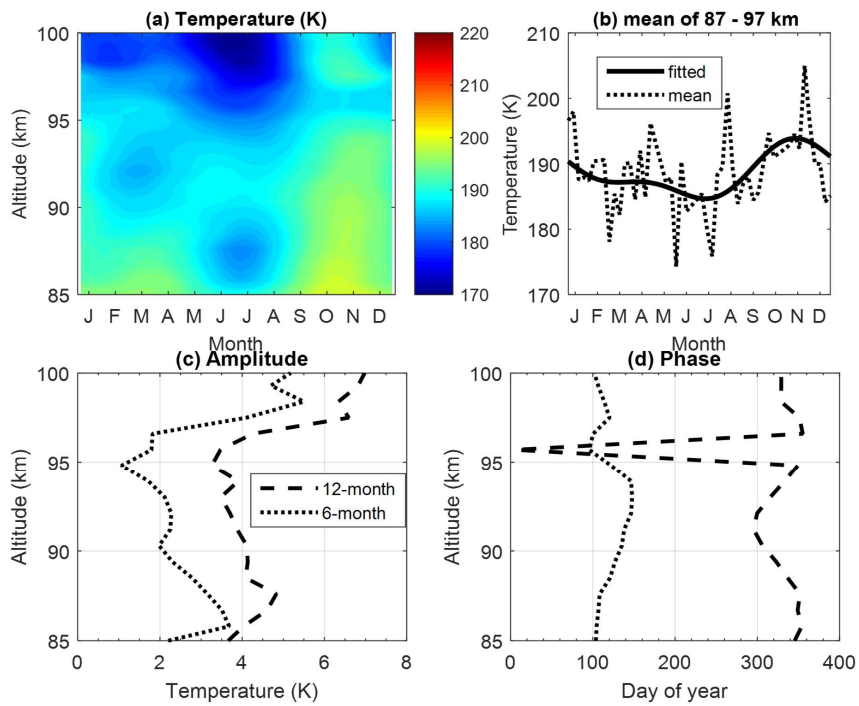 (a) Temperature (K)
100
95
90
85
Altitude (km)
J F M A M J J A S O N D
Month
220
210
200
190
180
170
(b) mean of 87 - 97 km
210
200
190
180
170
Temperature (K)
fitted
mean
J F M A M J J A S O N D
Month
(c) Amplitude
100
95
90
85
Altitude (km)
12-month
6-month
0 2 4 6 8
Temperature (K)
(d) Phase
100
95
90
85
Altitude (km)
0 100 200 300 400
Day of year